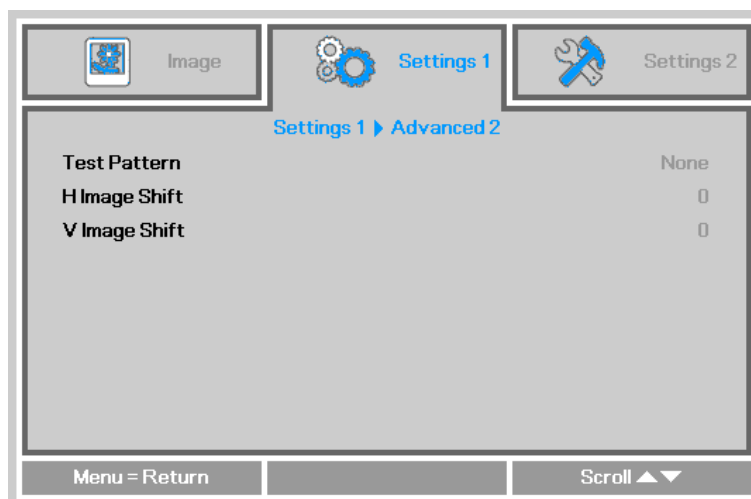 Image Settings 1 Settings 2
Settings 1 ▶ Advanced 2
Test Pattern None
H Image Shift 0
V Image Shift 0
Menu = Return Scroll ▲▼